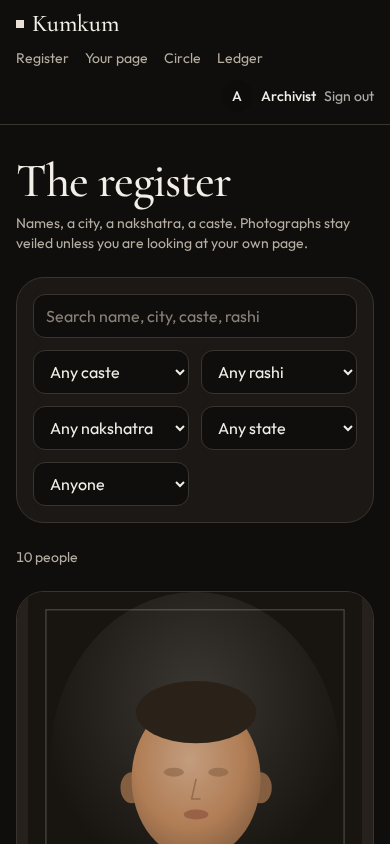 Kumkum
Register Your page Circle Ledger
A Archivist Sign out
The register
Names, a city, a nakshatra, a caste. Photographs stay
veiled unless you are looking at your own page.
Search name, city, caste, rashi
Any caste Any rashi
Any nakshatra Any state
Anyone
10 people